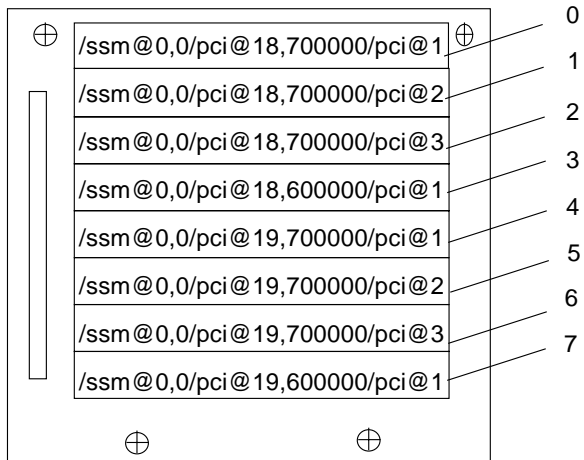 /ssm@0,0/pci@18,700000/pci@1 0
/ssm@0,0/pci@18,700000/pci@2 1
/ssm@0,0/pci@18,700000/pci@3 2
/ssm@0,0/pci@18,600000/pci@1 3
/ssm@0,0/pci@19,700000/pci@1 4
/ssm@0,0/pci@19,700000/pci@2 5
/ssm@0,0/pci@19,700000/pci@3 6
/ssm@0,0/pci@19,600000/pci@1 7